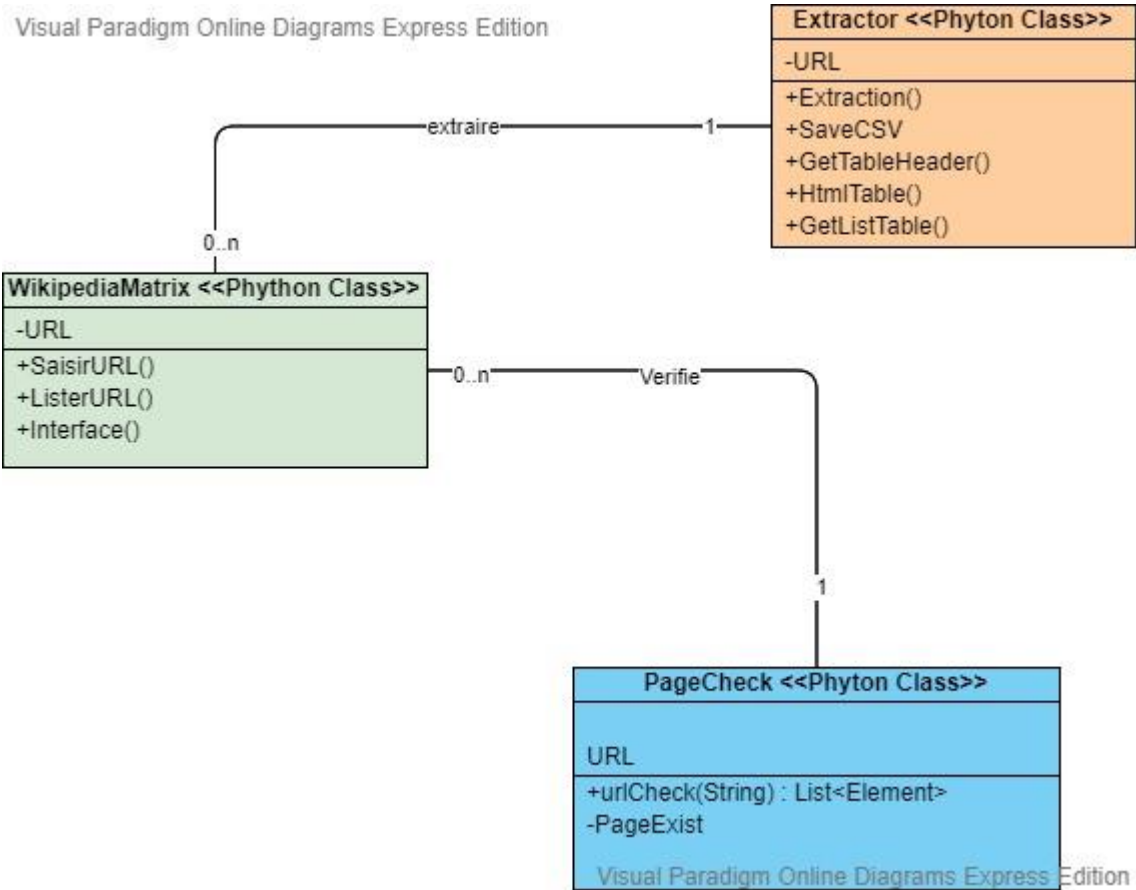 Visual Paradigm Online Diagrams Express Edition
Extractor <<Phyton Class>>
-URL
+Extraction()
+SaveCSV
+GetTableHeader()
+HtmlTable()
+GetListTable()
extraire
1
0..n
WikipediaMatrix <<Phython Class>>
-URL
+SaisirURL()
+ListerURL()
+Interface()
0..n
Verifie
1
PageCheck <<Phyton Class>>
URL
+urlCheck(String) : List<Element>
-PageExist
Visual Paradigm Online Diagrams Express Edition